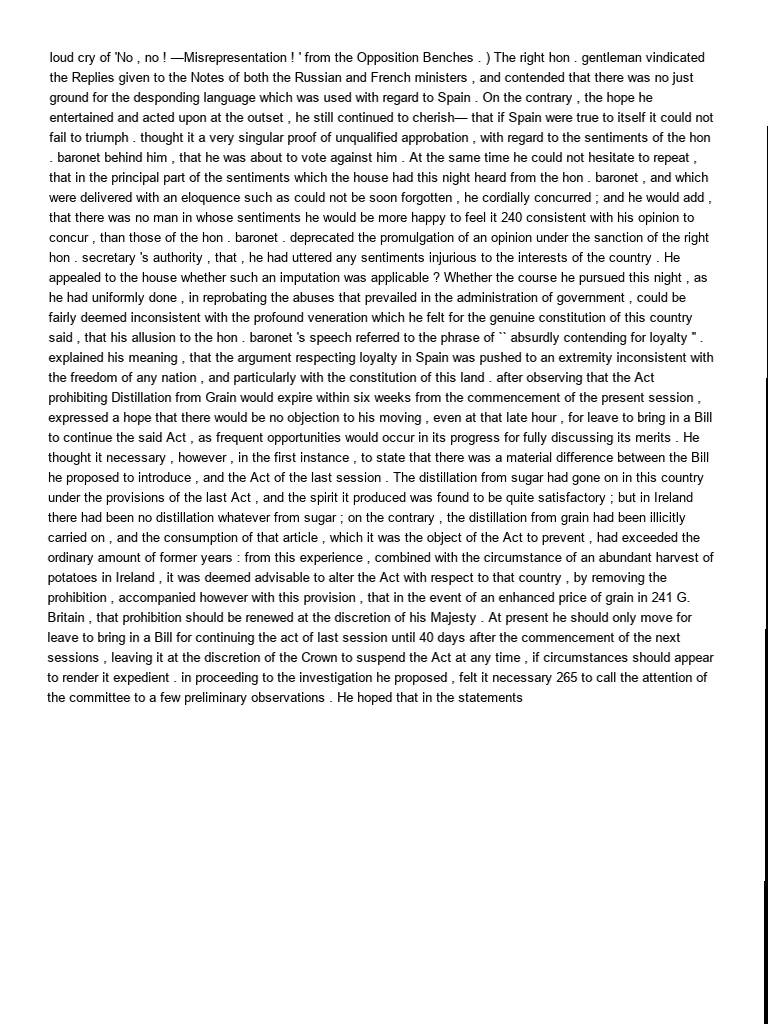 loud cry of 'No , no ! —Misrepresentation ! ' from the Opposition Benches . ) The right hon . gentleman vindicated
the Replies given to the Notes of both the Russian and French ministers , and contended that there was no just
ground for the desponding language which was used with regard to Spain . On the contrary , the hope he
entertained and acted upon at the outset , he still continued to cherish— that if Spain were true to itself it could not
fail to triumph . thought it a very singular proof of unqualified approbation , with regard to the sentiments of the hon
. baronet behind him , that he was about to vote against him . At the same time he could not hesitate to repeat ,
that in the principal part of the sentiments which the house had this night heard from the hon . baronet , and which
were delivered with an eloquence such as could not be soon forgotten , he cordially concurred ; and he would add ,
that there was no man in whose sentiments he would be more happy to feel it 240 consistent with his opinion to
concur , than those of the hon . baronet . deprecated the promulgation of an opinion under the sanction of the right
hon . secretary 's authority , that , he had uttered any sentiments injurious to the interests of the country . He
appealed to the house whether such an imputation was applicable ? Whether the course he pursued this night , as
he had uniformly done , in reprobating the abuses that prevailed in the administration of government , could be
fairly deemed inconsistent with the profound veneration which he felt for the genuine constitution of this country
said , that his allusion to the hon . baronet 's speech referred to the phrase of `` absurdly contending for loyalty '' .
explained his meaning , that the argument respecting loyalty in Spain was pushed to an extremity inconsistent with
the freedom of any nation , and particularly with the constitution of this land . after observing that the Act
prohibiting Distillation from Grain would expire within six weeks from the commencement of the present session ,
expressed a hope that there would be no objection to his moving , even at that late hour , for leave to bring in a Bill
to continue the said Act , as frequent opportunities would occur in its progress for fully discussing its merits . He
thought it necessary , however , in the first instance , to state that there was a material difference between the Bill
he proposed to introduce , and the Act of the last session . The distillation from sugar had gone on in this country
under the provisions of the last Act , and the spirit it produced was found to be quite satisfactory ; but in Ireland
there had been no distillation whatever from sugar ; on the contrary , the distillation from grain had been illicitly
carried on , and the consumption of that article , which it was the object of the Act to prevent , had exceeded the
ordinary amount of former years : from this experience , combined with the circumstance of an abundant harvest of
potatoes in Ireland , it was deemed advisable to alter the Act with respect to that country , by removing the
prohibition , accompanied however with this provision , that in the event of an enhanced price of grain in 241 G.
Britain , that prohibition should be renewed at the discretion of his Majesty . At present he should only move for
leave to bring in a Bill for continuing the act of last session until 40 days after the commencement of the next
sessions , leaving it at the discretion of the Crown to suspend the Act at any time , if circumstances should appear
to render it expedient . in proceeding to the investigation he proposed , felt it necessary 265 to call the attention of
the committee to a few preliminary observations . He hoped that in the statements